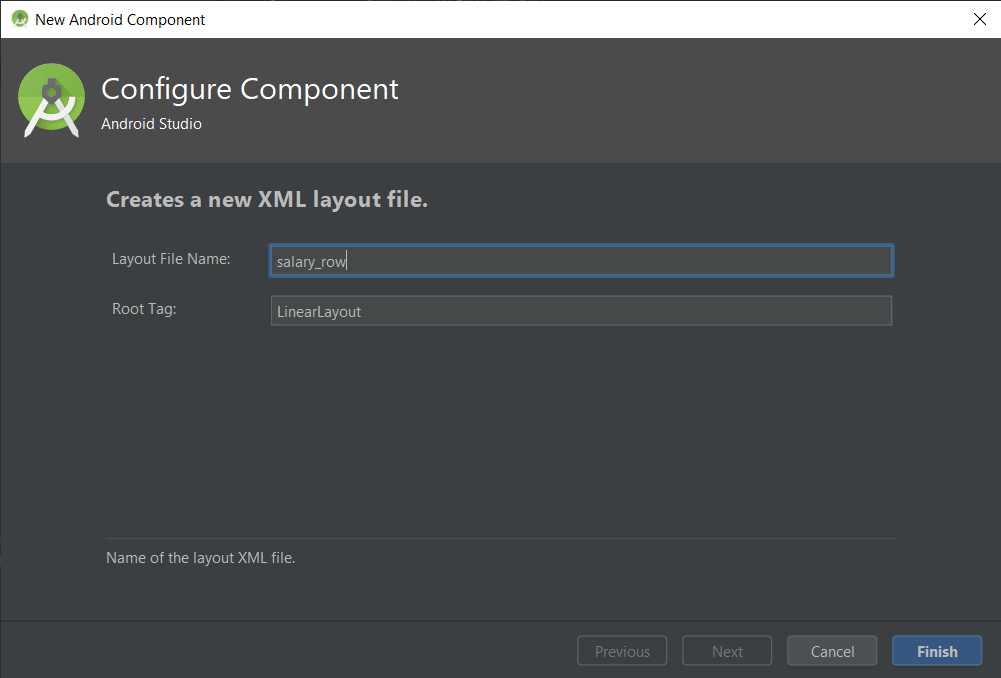 New Android Component
Configure Component
Android Studio
Creates a new XML layout file.
Layout File Name: salary_row
Root Tag: LinearLayout
Name of the layout XML file.
Previous Next Cancel Finish